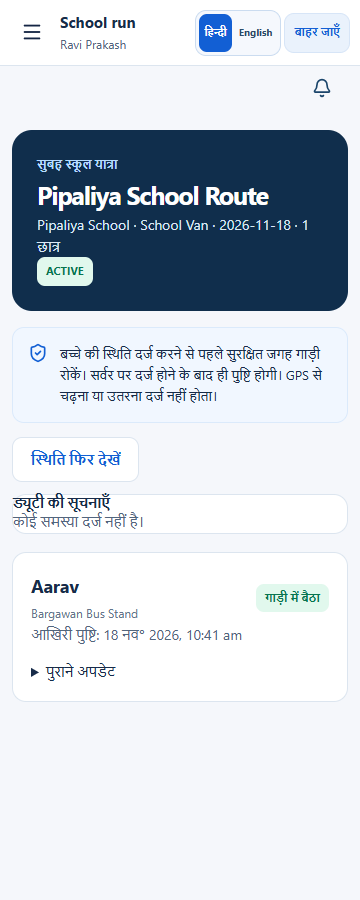 School run
Ravi Prakash
हिन्दी
English
बाहर जाएँ
सुबह स्कूल यात्रा
Pipaliya School Route
Pipaliya School · School Van · 2026-11-18 · 1
छात्र
ACTIVE
बच्चे की स्थिति दर्ज करने से पहले सुरक्षित जगह गाड़ी
रोकें। सर्वर पर दर्ज होने के बाद ही पुष्टि होगी। GPS से
चढ़ना या उतरना दर्ज नहीं होता।
स्थिति फिर देखें
ड्यूटी की सूचनाएँ
कोई समस्या दर्ज नहीं है।
Aarav
गाड़ी में बैठा
Bargawan Bus Stand
आखिरी पुष्टि: 18 नव॰ 2026, 10:41 am
पुराने अपडेट